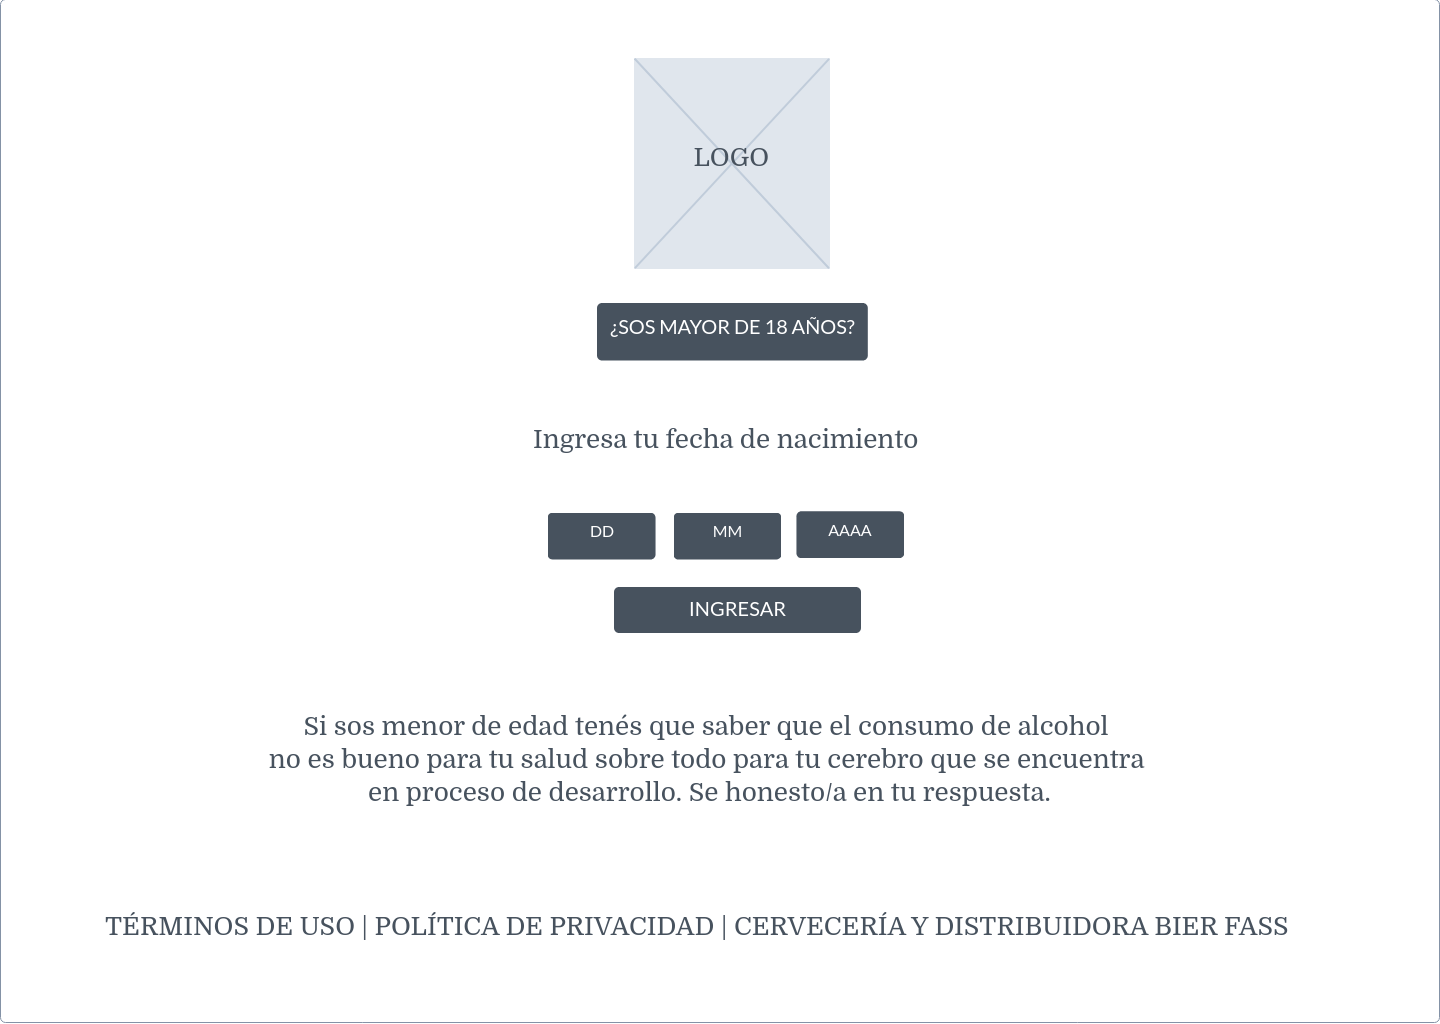 LOGO
¿SOS MAYOR DE 18 AÑOS?
Ingresa tu fecha de nacimiento
DD MM AAAA
INGRESAR
Si sos menor de edad tenés que saber que el consumo de alcohol
no es bueno para tu salud sobre todo para tu cerebro que se encuentra
en proceso de desarrollo. Se honesto/a en tu respuesta.
TÉRMINOS DE USO | POLÍTICA DE PRIVACIDAD | CERVECERÍA Y DISTRIBUIDORA BIER FASS